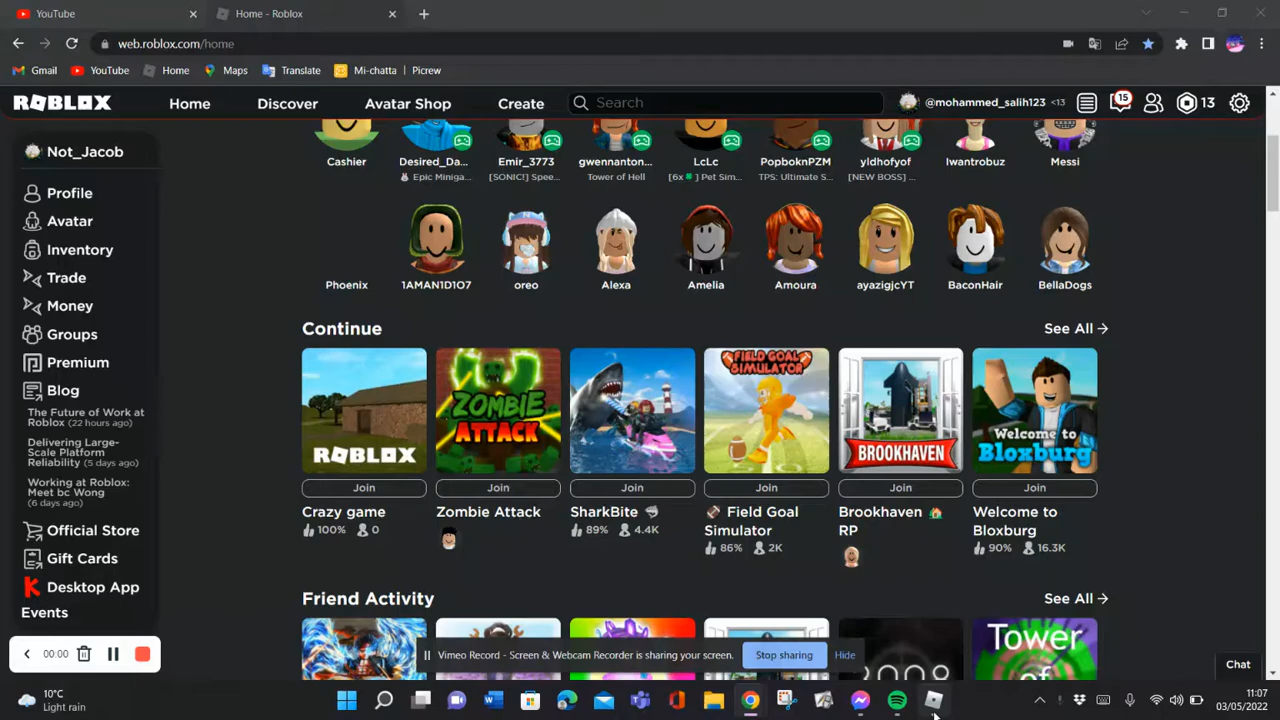 YouTube
Home - Roblox
web.roblox.com/home
Gmail YouTube Home Maps Translate Mi-chatta Picrew
ROBLOX Home Discover Avatar Shop Create Search @mohammed_salih123 <13 15 13
Not_Jacob
Profile
Avatar
Inventory
Trade
Money
Groups
Premium
Blog
The Future of Work at
Roblox (22 hours ago)
Delivering Large-
Scale Platform
Reliability (5 days ago)
Working at Roblox:
Meet bc Wong
(6 days ago)
Official Store
Gift Cards
Desktop App
Events
Cashier Desired_Da... Emir_3773 gwennanton... LcLc PopboknPZM yldhofyof Iwantrobuz Messi
Epic Miniga... [SONIC!] Spee... Tower of Hell [6x🍀] Pet Sim... TPS: Ultimate S... [NEW BOSS] ...
Phoenix 1AMAN1D1O7 oreo Alexa Amelia Amoura ayazigjcYT BaconHair BellaDogs
Continue See All →
ROBLOX
ZOMBIE
ATTACK
FIELD GOAL
SIMULATOR
BROOKHAVEN
Welcome to
Bloxburg
Join Join Join Join Join Join
Crazy game
100% 0
Zombie Attack
SharkBite
89% 4.4K
🏈 Field Goal
Simulator
86% 2K
Brookhaven 🏡
RP
Welcome to
Bloxburg
90% 16.3K
Friend Activity See All →
Tower
of
00:00
Vimeo Record - Screen & Webcam Recorder is sharing your screen. Stop sharing Hide
Chat
10°C
Light rain
11:07
03/05/2022